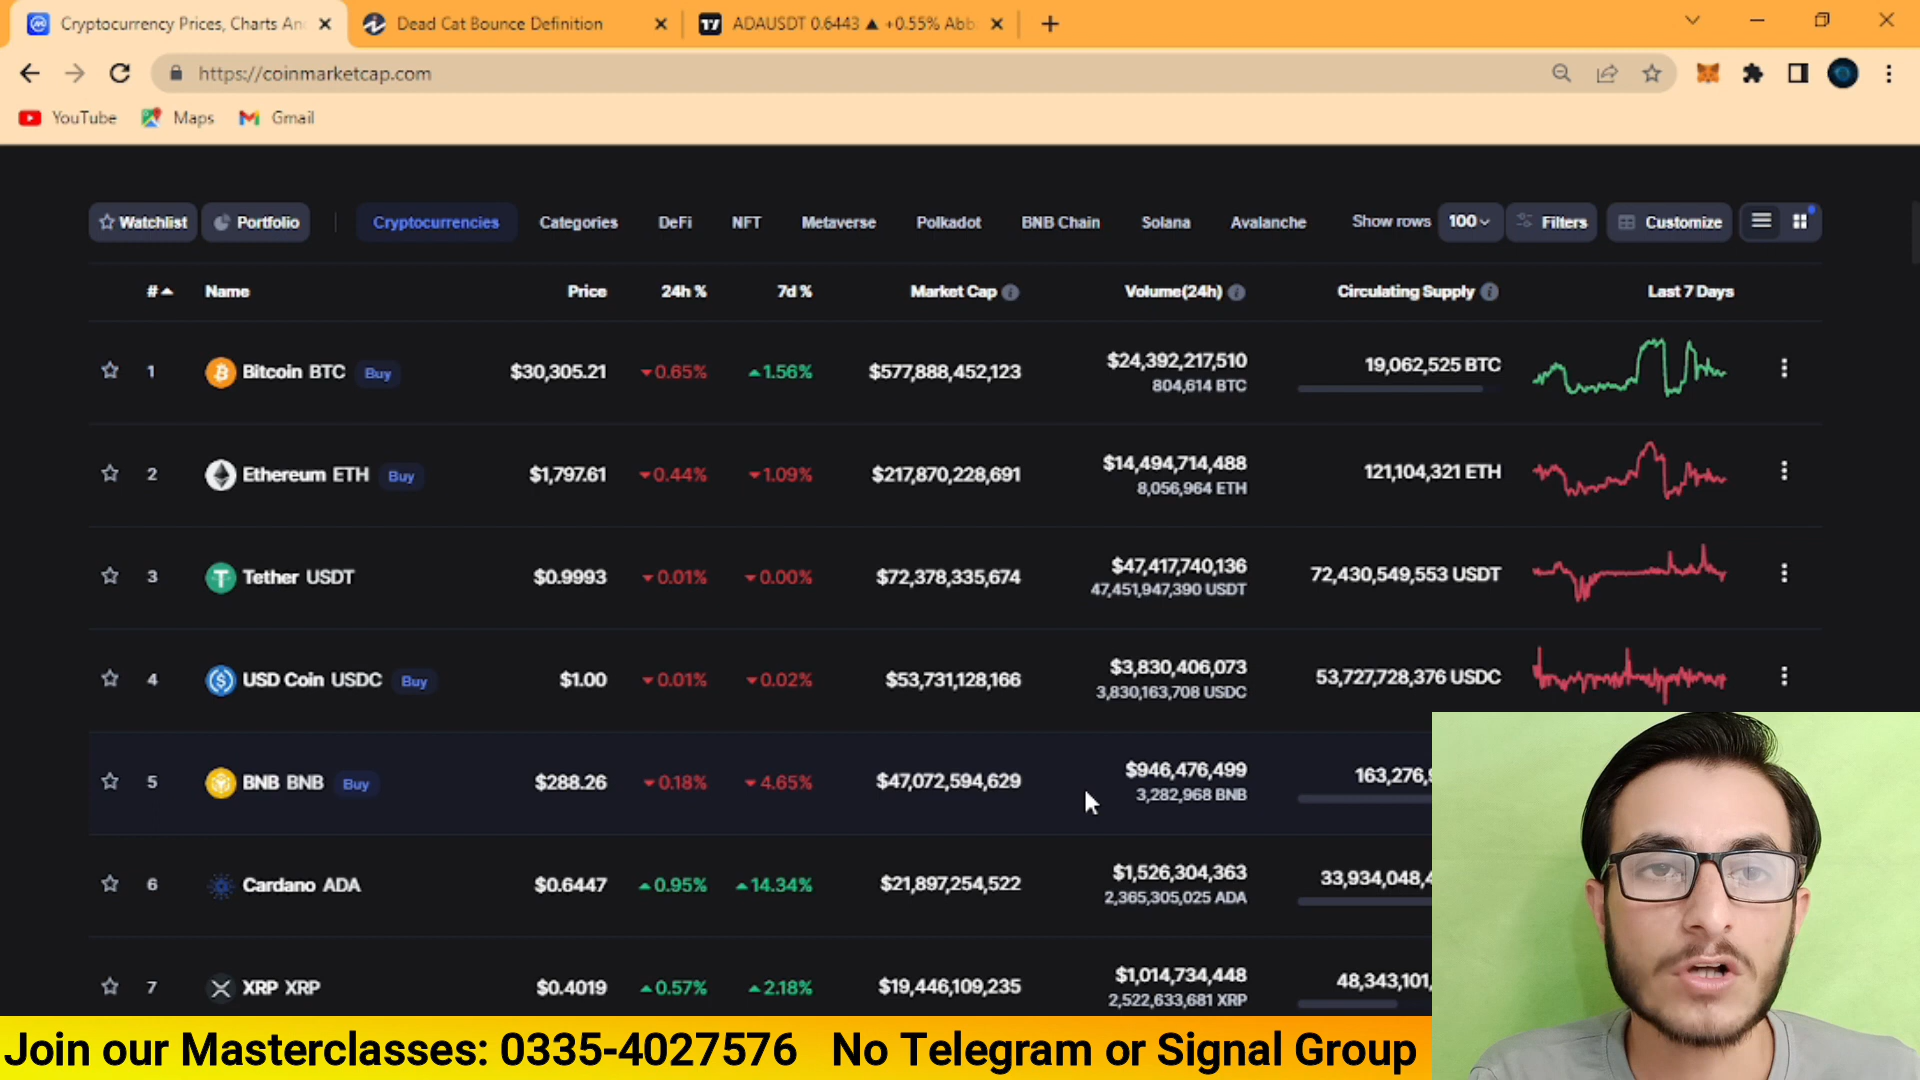 Cryptocurrency Prices, Charts An
Dead Cat Bounce Definition
ADAUSDT 0.6443 ▲ +0.55% Abb
https://coinmarketcap.com
YouTube Maps Gmail
Watchlist Portfolio Cryptocurrencies Categories DeFi NFT Metaverse Polkadot BNB Chain Solana Avalanche Show rows 100 Filters Customize
# Name Price 24h % 7d % Market Cap Volume(24h) Circulating Supply Last 7 Days
1 Bitcoin BTC Buy $30,305.21 0.65% 1.56% $577,888,452,123 $24,392,217,510 19,062,525 BTC
804,614 BTC
2 Ethereum ETH Buy $1,797.61 0.44% 1.09% $217,870,228,691 $14,494,714,488 121,104,321 ETH
8,056,964 ETH
3 Tether USDT $0.9993 0.01% 0.00% $72,378,335,674 $47,417,740,136 72,430,549,553 USDT
47,451,947,390 USDT
4 USD Coin USDC Buy $1.00 0.01% 0.02% $53,731,128,166 $3,830,406,073 53,727,728,376 USDC
3,830,163,708 USDC
5 BNB BNB Buy $288.26 0.18% 4.65% $47,072,594,629 $946,476,499 163,276,
3,282,968 BNB
6 Cardano ADA $0.6447 0.95% 14.34% $21,897,254,522 $1,526,304,363 33,934,048,
2,365,305,025 ADA
7 XRP XRP $0.4019 0.57% 2.18% $19,446,109,235 $1,014,734,448 48,343,101,
2,522,633,681 XRP
Join our Masterclasses: 0335-4027576 No Telegram or Signal Group